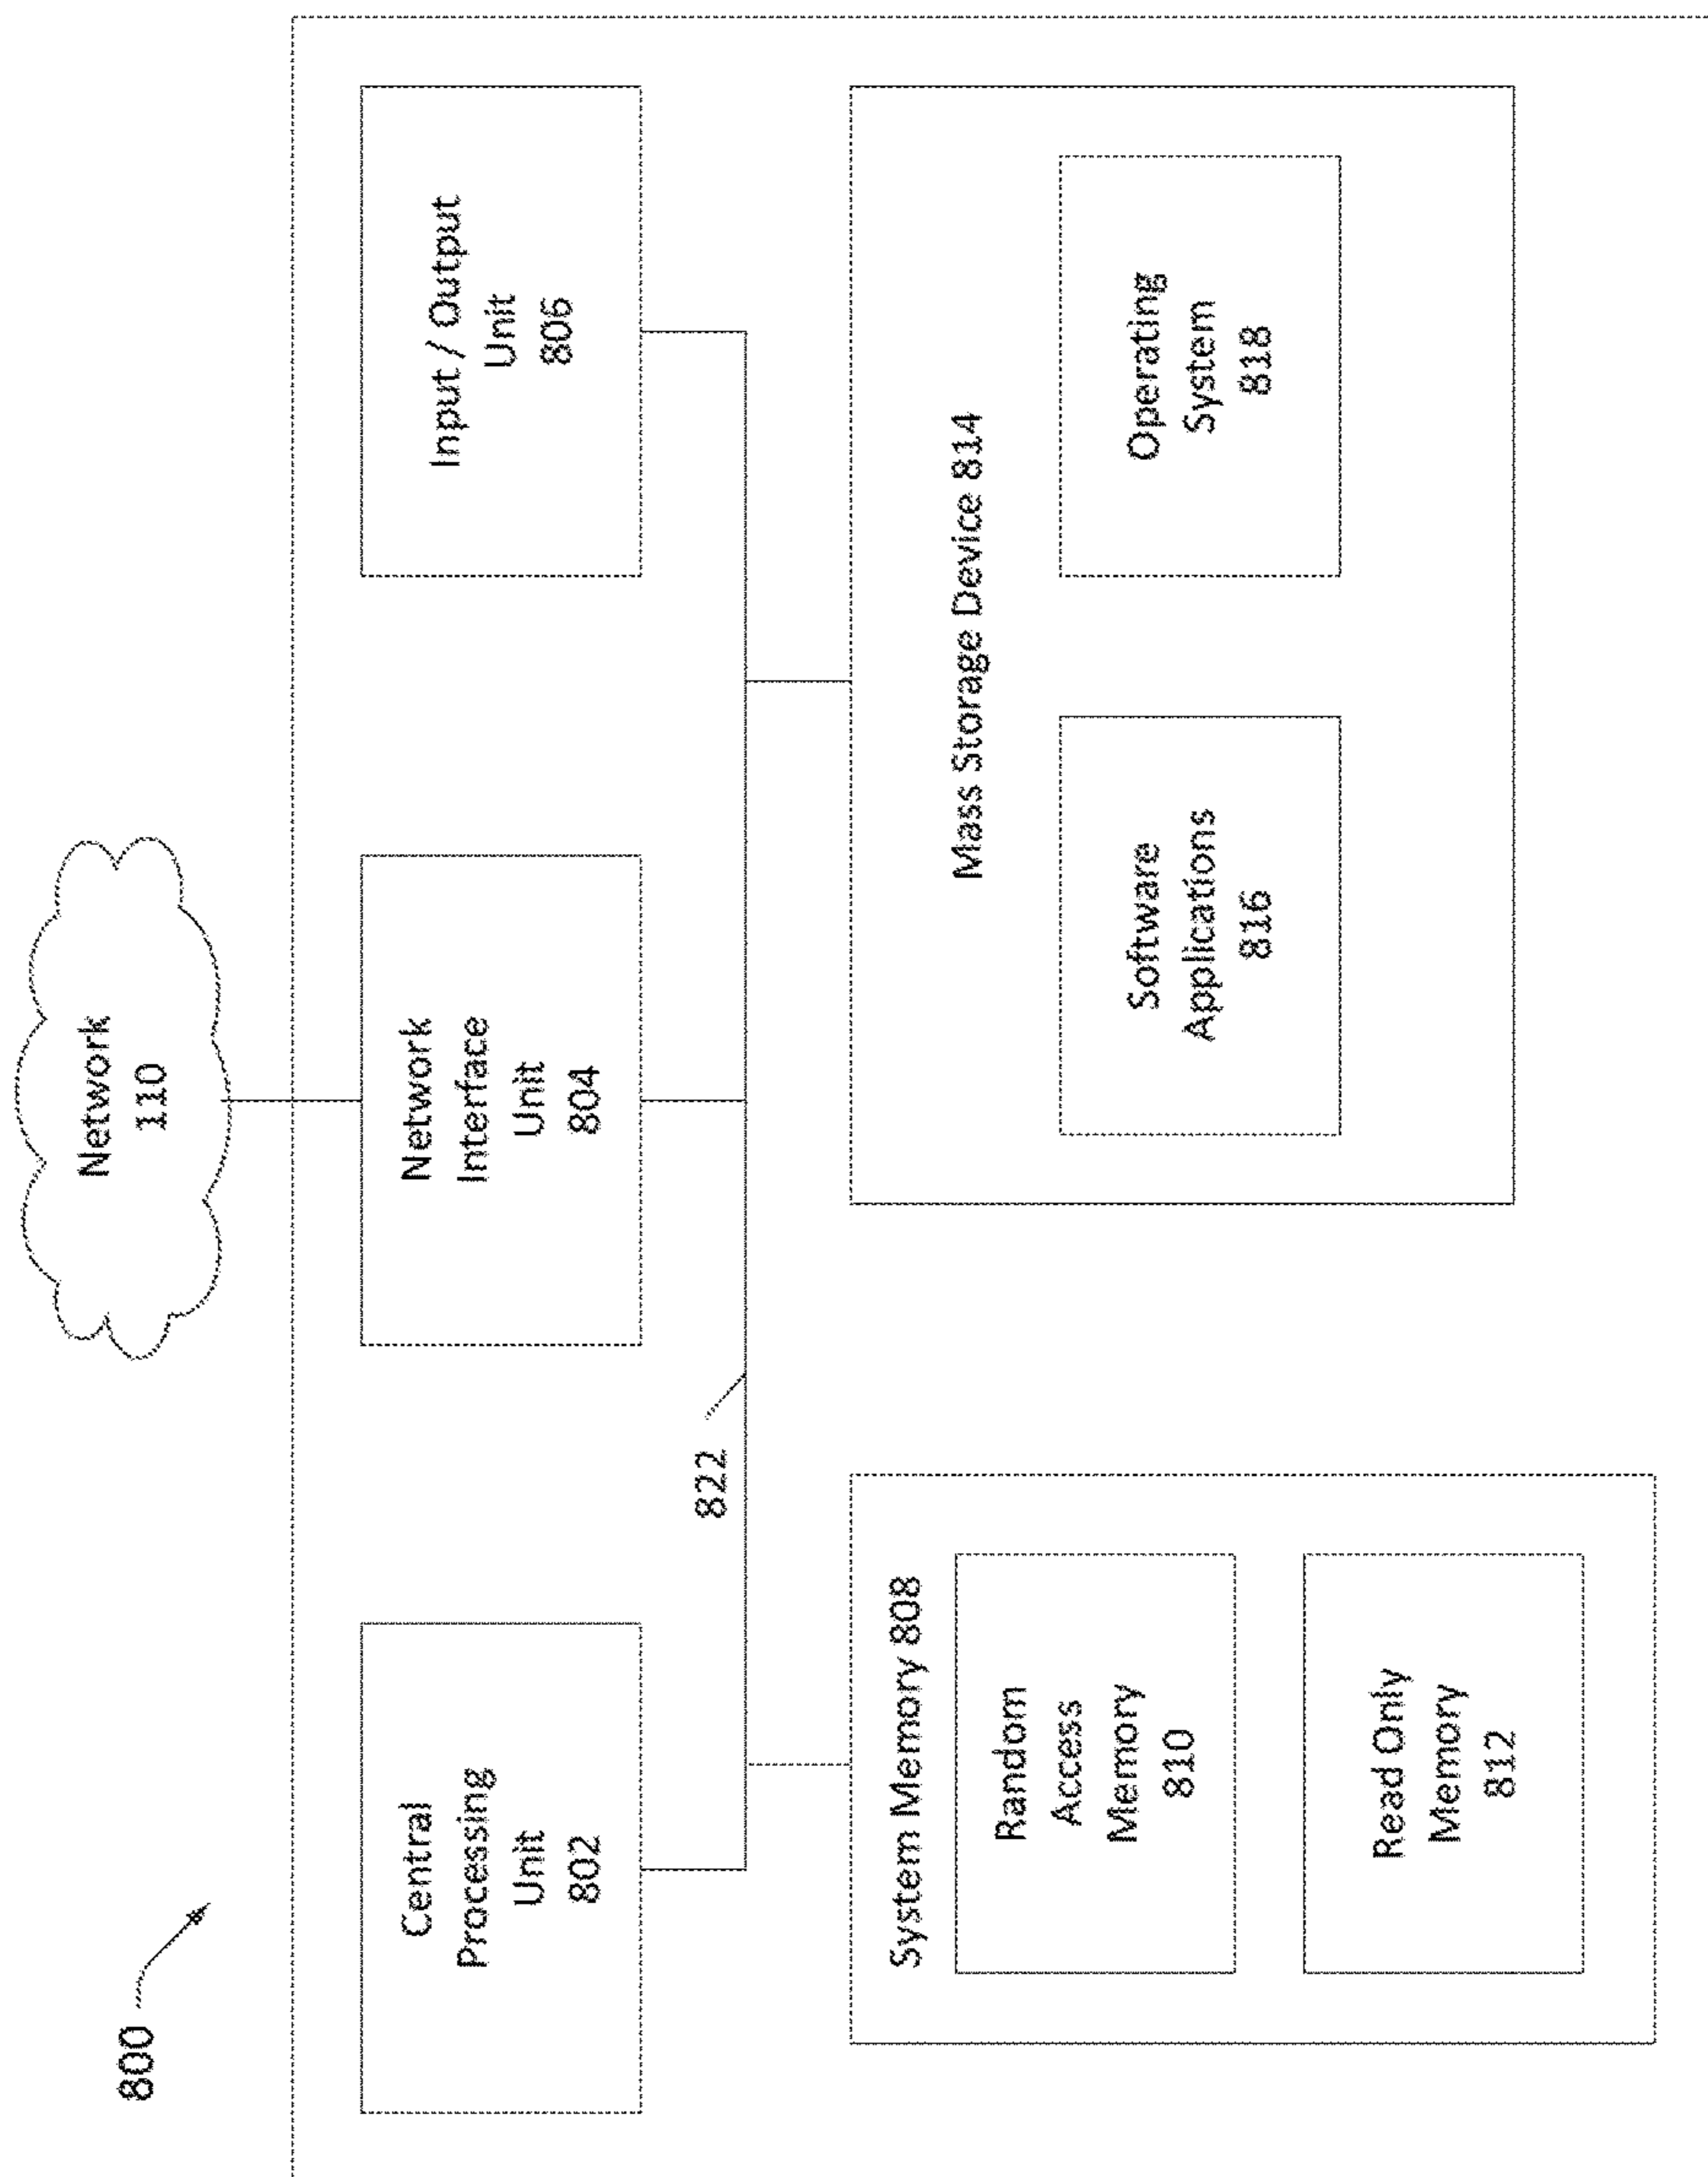 800
Network
110
Central
Processing
Unit
802
Network
Interface
Unit
804
Input / Output
Unit
806
822
System Memory 808
Random
Access
Memory
810
Read Only
Memory
812
Mass Storage Device 814
Software
Applications
816
Operating
System
818